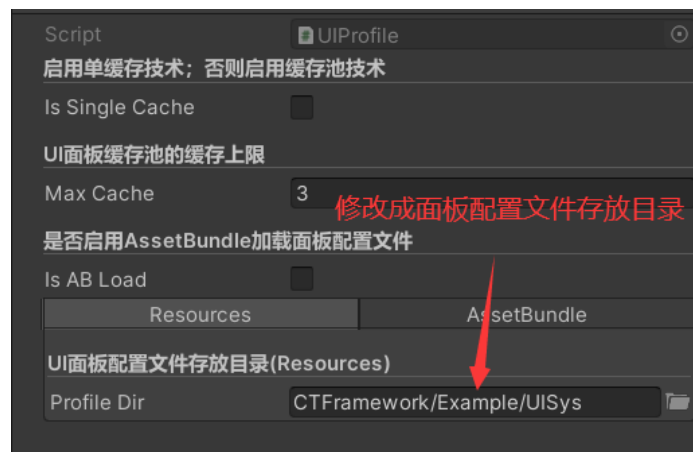 Script UIProfile
启用单缓存技术；否则启用缓存池技术
Is Single Cache
UI面板缓存池的缓存上限
Max Cache 3
修改成面板配置文件存放目录
是否启用AssetBundle加载面板配置文件
Is AB Load
Resources AssetBundle
UI面板配置文件存放目录(Resources)
Profile Dir CTFramework/Example/UISys